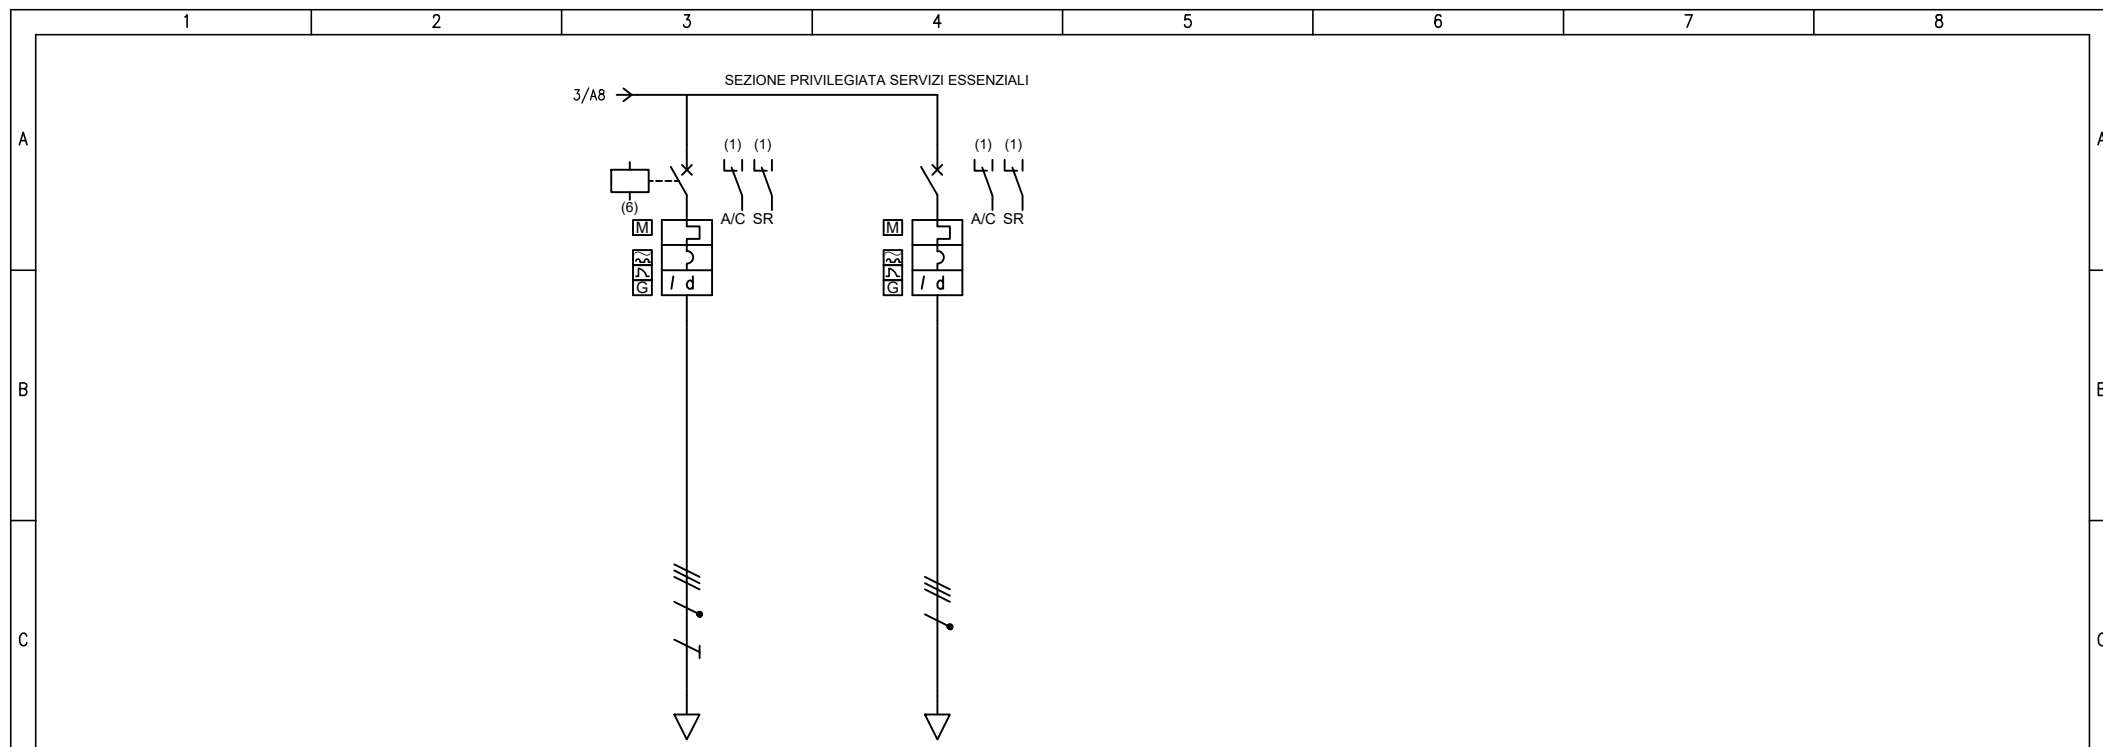 1 2 3 4 5 6 7 8
SEZIONE PRIVILEGIATA SERVIZI ESSENZIALI
3/A8
A A
(1) (1) (1) (1)
(6)
A/C SR A/C SR
M M
G I d G I d
B B
C C